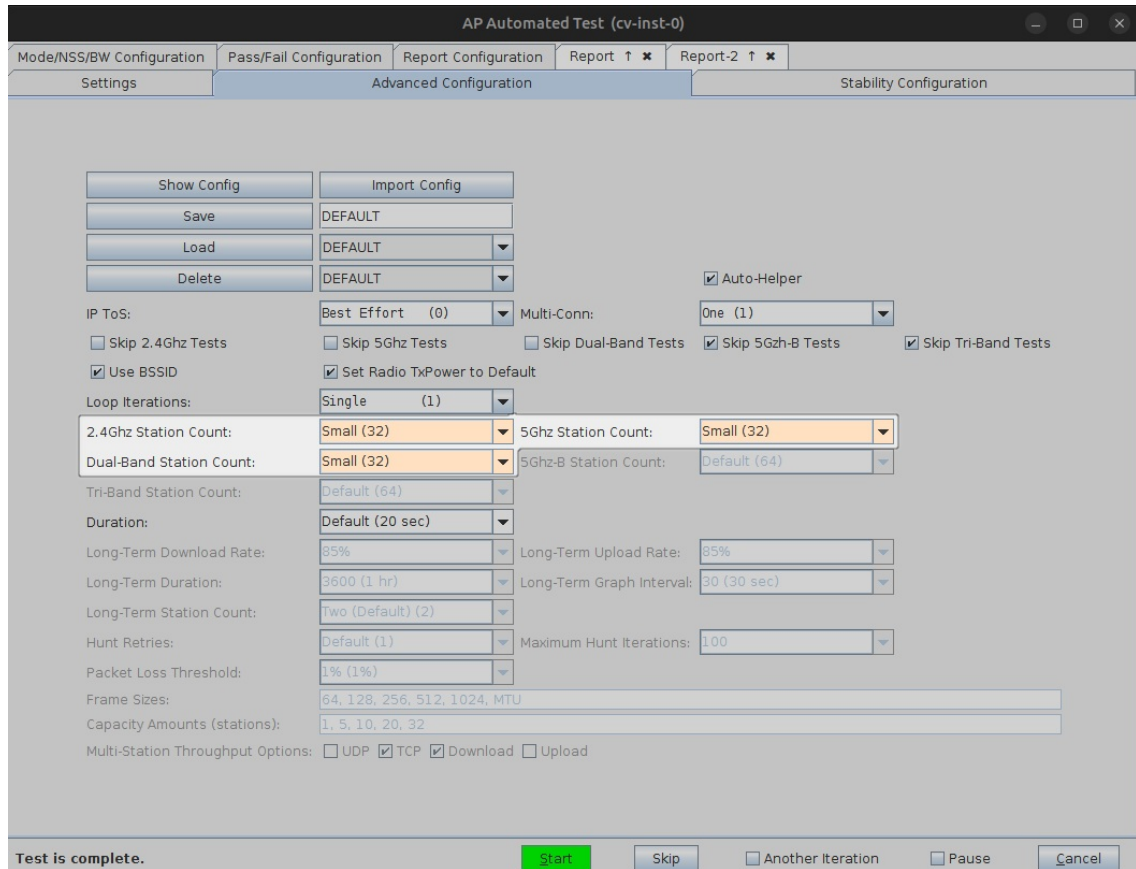 AP Automated Test (cv-inst-0)
Mode/NSS/BW Configuration Pass/Fail Configuration Report Configuration Report ↑ ✖ Report-2 ↑ ✖
Settings Advanced Configuration Stability Configuration
Show Config Import Config
Save DEFAULT
Load DEFAULT
Delete DEFAULT Auto-Helper
IP ToS: Best Effort (0) Multi-Conn: One (1)
Skip 2.4Ghz Tests Skip 5Ghz Tests Skip Dual-Band Tests Skip 5Gzh-B Tests Skip Tri-Band Tests
Use BSSID Set Radio TxPower to Default
Loop Iterations: Single (1)
2.4Ghz Station Count: Small (32) 5Ghz Station Count: Small (32)
Dual-Band Station Count: Small (32) 5Ghz-B Station Count: Default (64)
Tri-Band Station Count: Default (64)
Duration: Default (20 sec)
Long-Term Download Rate: 85% Long-Term Upload Rate: 85%
Long-Term Duration: 3600 (1 hr) Long-Term Graph Interval: 30 (30 sec)
Long-Term Station Count: Two (Default) (2)
Hunt Retries: Default (1) Maximum Hunt Iterations: 100
Packet Loss Threshold: 1% (1%)
Frame Sizes: 64, 128, 256, 512, 1024, MTU
Capacity Amounts (stations): 1, 5, 10, 20, 32
Multi-Station Throughput Options: UDP TCP Download Upload
Test is complete. Start Skip Another Iteration Pause Cancel